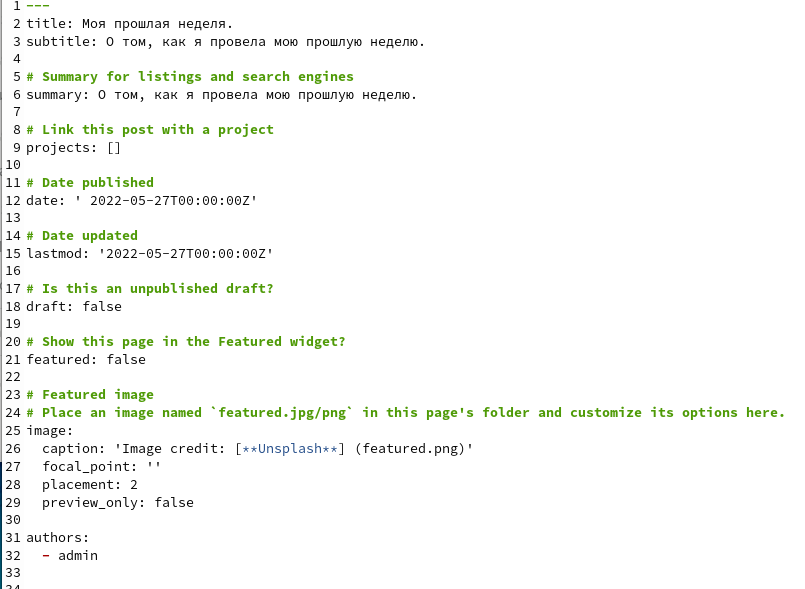 1 ---
2 title: Моя прошлая неделя.
3 subtitle: О том, как я провела мою прошлую неделю.
4
5 # Summary for listings and search engines
6 summary: О том, как я провела мою прошлую неделю.
7
8 # Link this post with a project
9 projects: []
10
11 # Date published
12 date: ' 2022-05-27T00:00:00Z'
13
14 # Date updated
15 lastmod: '2022-05-27T00:00:00Z'
16
17 # Is this an unpublished draft?
18 draft: false
19
20 # Show this page in the Featured widget?
21 featured: false
22
23 # Featured image
24 # Place an image named `featured.jpg/png` in this page's folder and customize its options here.
25 image:
26   caption: 'Image credit: [**Unsplash**] (featured.png)'
27   focal_point: ''
28   placement: 2
29   preview_only: false
30
31 authors:
32   - admin
33
34